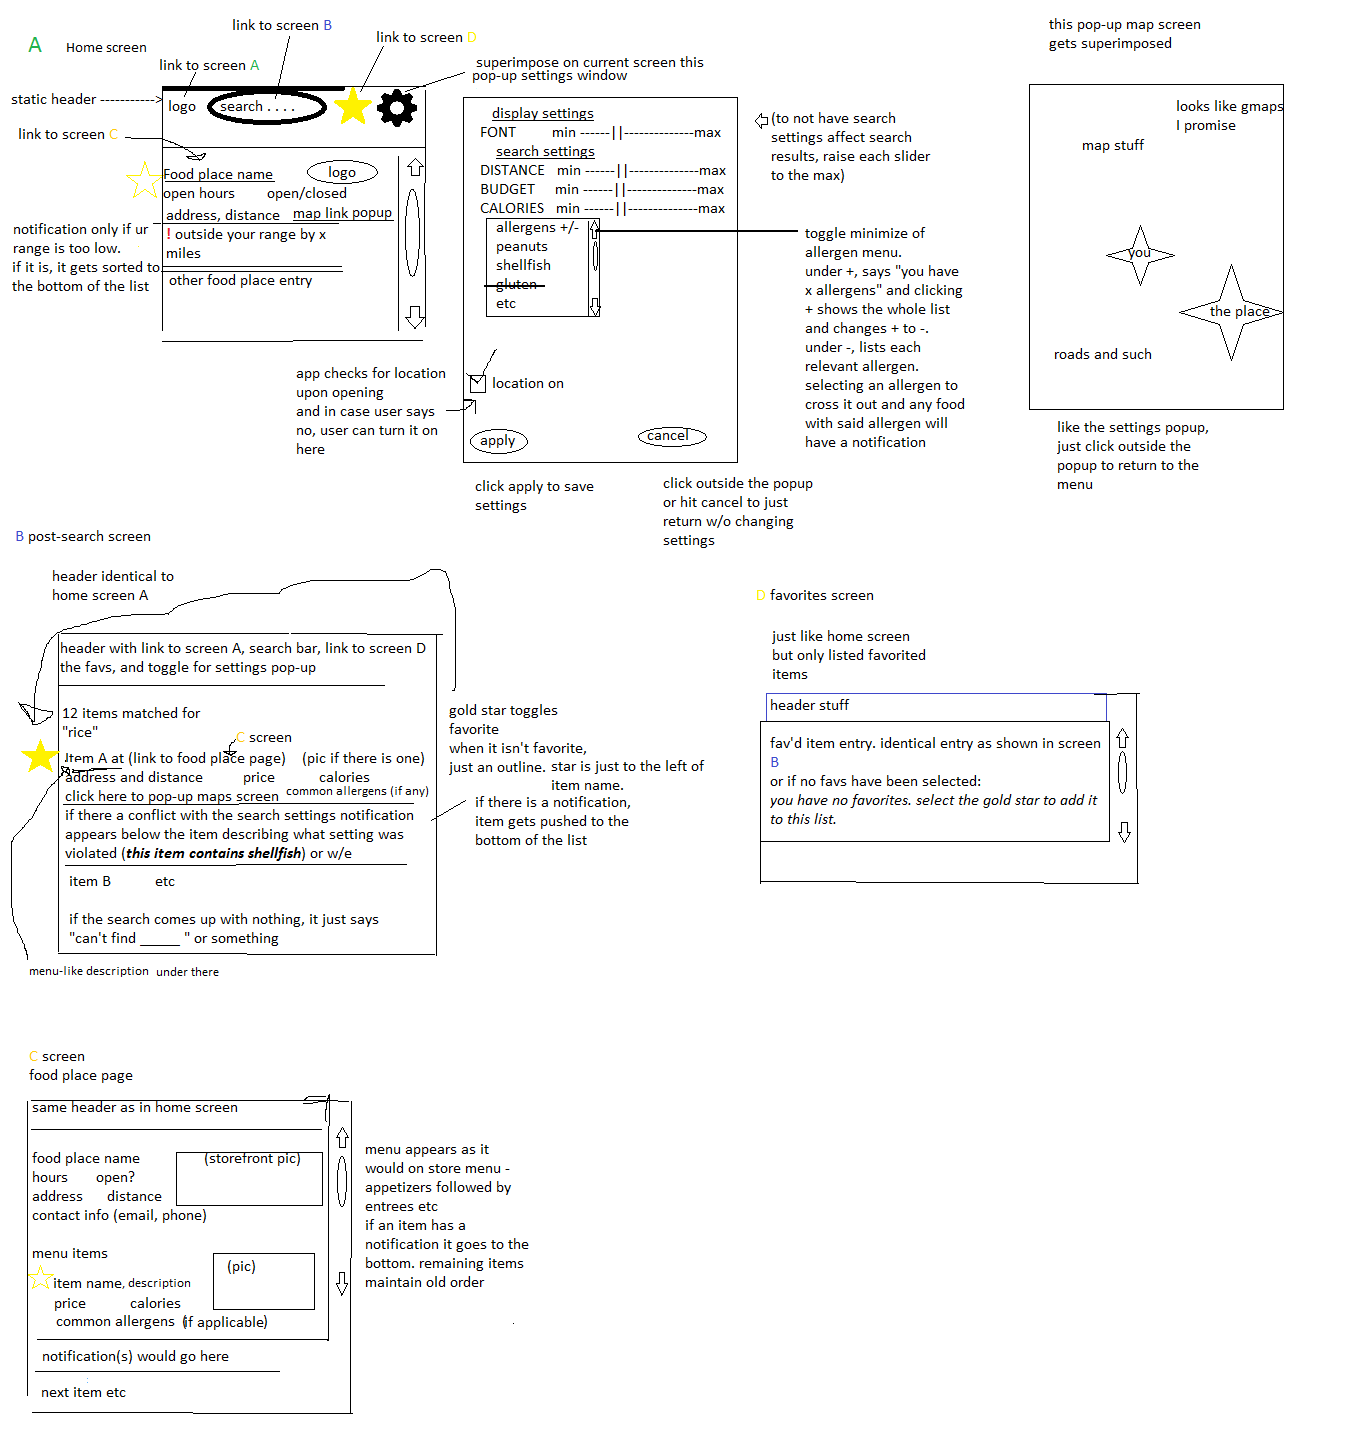 link to screen B
this pop-up map screen
gets superimposed
A Home screen
link to screen D
link to screen A
superimpose on current screen this
pop-up settings window
static header ----------->
logo
search . . . .
link to screen C
Food place name
logo
open hours open/closed
address, distance map link popup
! outside your range by x
miles
other food place entry
notification only if ur
range is too low.
if it is, it gets sorted to
the bottom of the list
display settings
FONT min ------||--------------max
search settings
DISTANCE min ------||--------------max
BUDGET min ------||--------------max
CALORIES min ------||--------------max
allergens +/-
peanuts
shellfish
gluten
etc
location on
apply
cancel
(to not have search
settings affect search
results, raise each slider
to the max)
toggle minimize of
allergen menu.
under +, says "you have
x allergens" and clicking
+ shows the whole list
and changes + to -.
under -, lists each
relevant allergen.
selecting an allergen to
cross it out and any food
with said allergen will
have a notification
app checks for location
upon opening
and in case user says
no, user can turn it on
here
click apply to save
settings
click outside the popup
or hit cancel to just
return w/o changing
settings
looks like gmaps
I promise
map stuff
you
the place
roads and such
like the settings popup,
just click outside the
popup to return to the
menu
B post-search screen
header identical to
home screen A
header with link to screen A, search bar, link to screen D
the favs, and toggle for settings pop-up
12 items matched for
"rice"
C screen
Item A at (link to food place page) (pic if there is one)
address and distance price calories
click here to pop-up maps screen common allergens (if any)
if there a conflict with the search settings notification
appears below the item describing what setting was
violated (this item contains shellfish) or w/e
item B etc
if the search comes up with nothing, it just says
"can't find _____ " or something
menu-like description under there
gold star toggles
favorite
when it isn't favorite,
just an outline. star is just to the left of
item name.
if there is a notification,
item gets pushed to the
bottom of the list
D favorites screen
just like home screen
but only listed favorited
items
header stuff
fav'd item entry. identical entry as shown in screen
B
or if no favs have been selected:
you have no favorites. select the gold star to add it
to this list.
C screen
food place page
same header as in home screen
food place name
(storefront pic)
hours open?
address distance
contact info (email, phone)
menu items
(pic)
item name, description
price calories
common allergens (if applicable)
notification(s) would go here
next item etc
menu appears as it
would on store menu -
appetizers followed by
entrees etc
if an item has a
notification it goes to the
bottom. remaining items
maintain old order